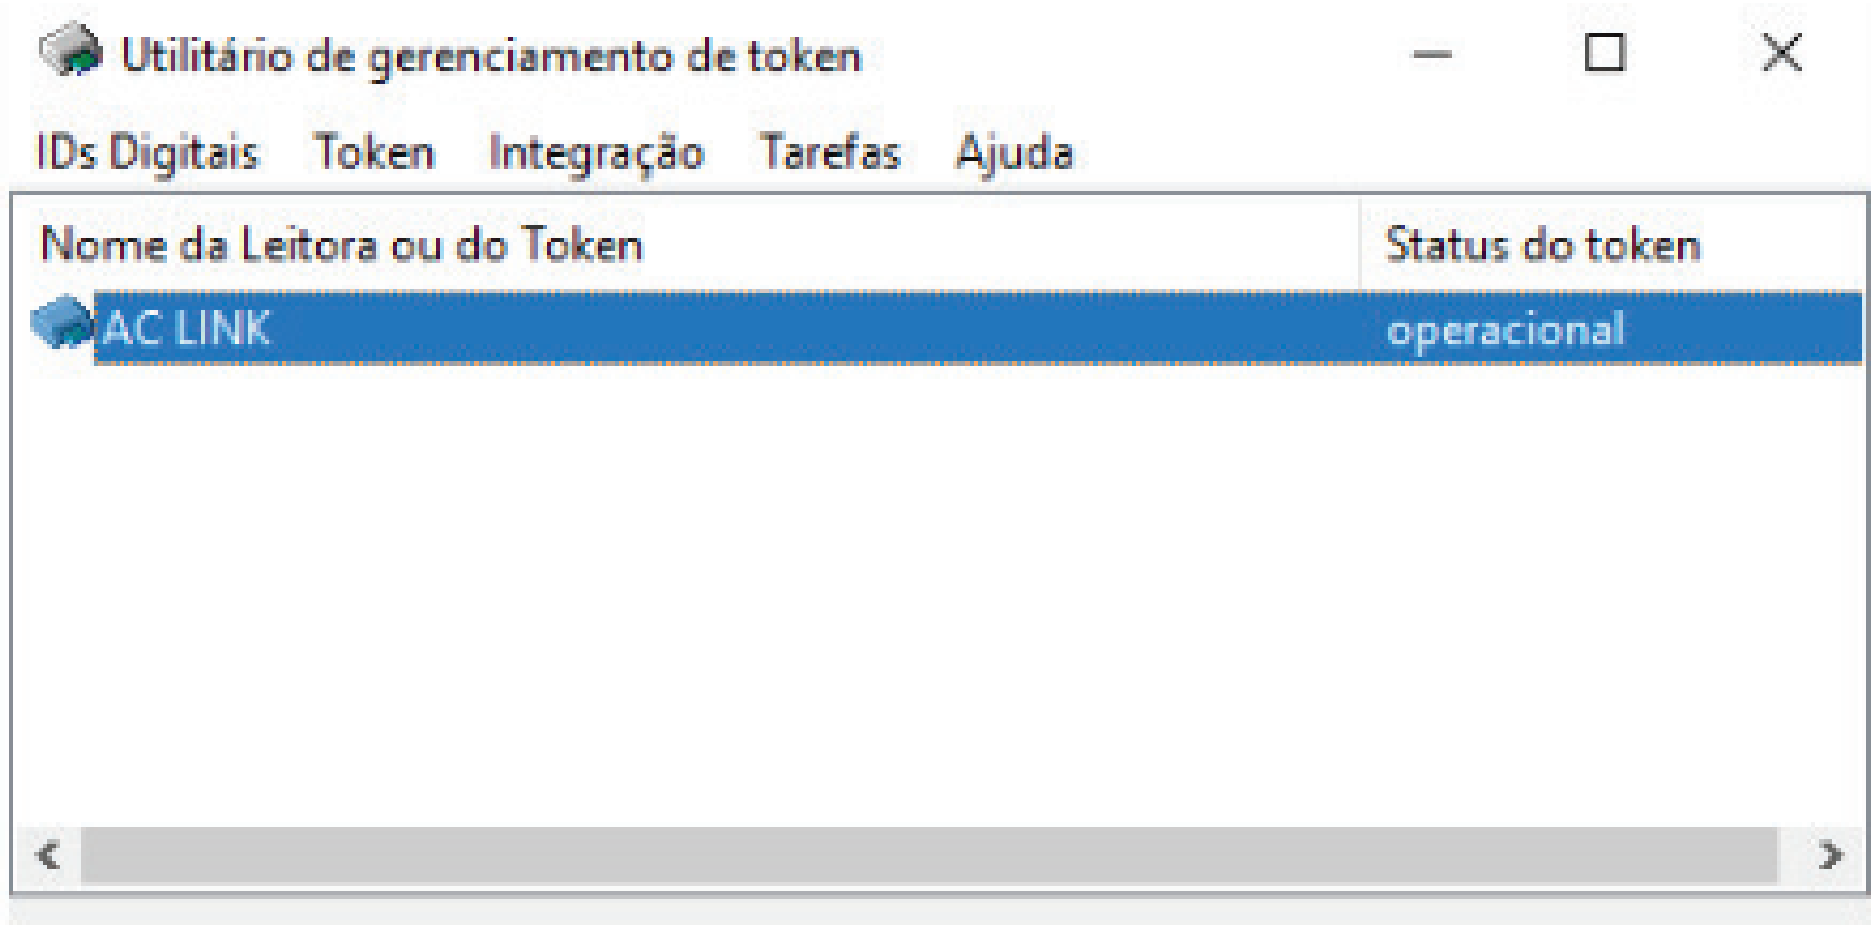 Utilitário de gerenciamento de token
IDs Digitais Token Integração Tarefas Ajuda
Nome da Leitora ou do Token Status do token
AC LINK operacional